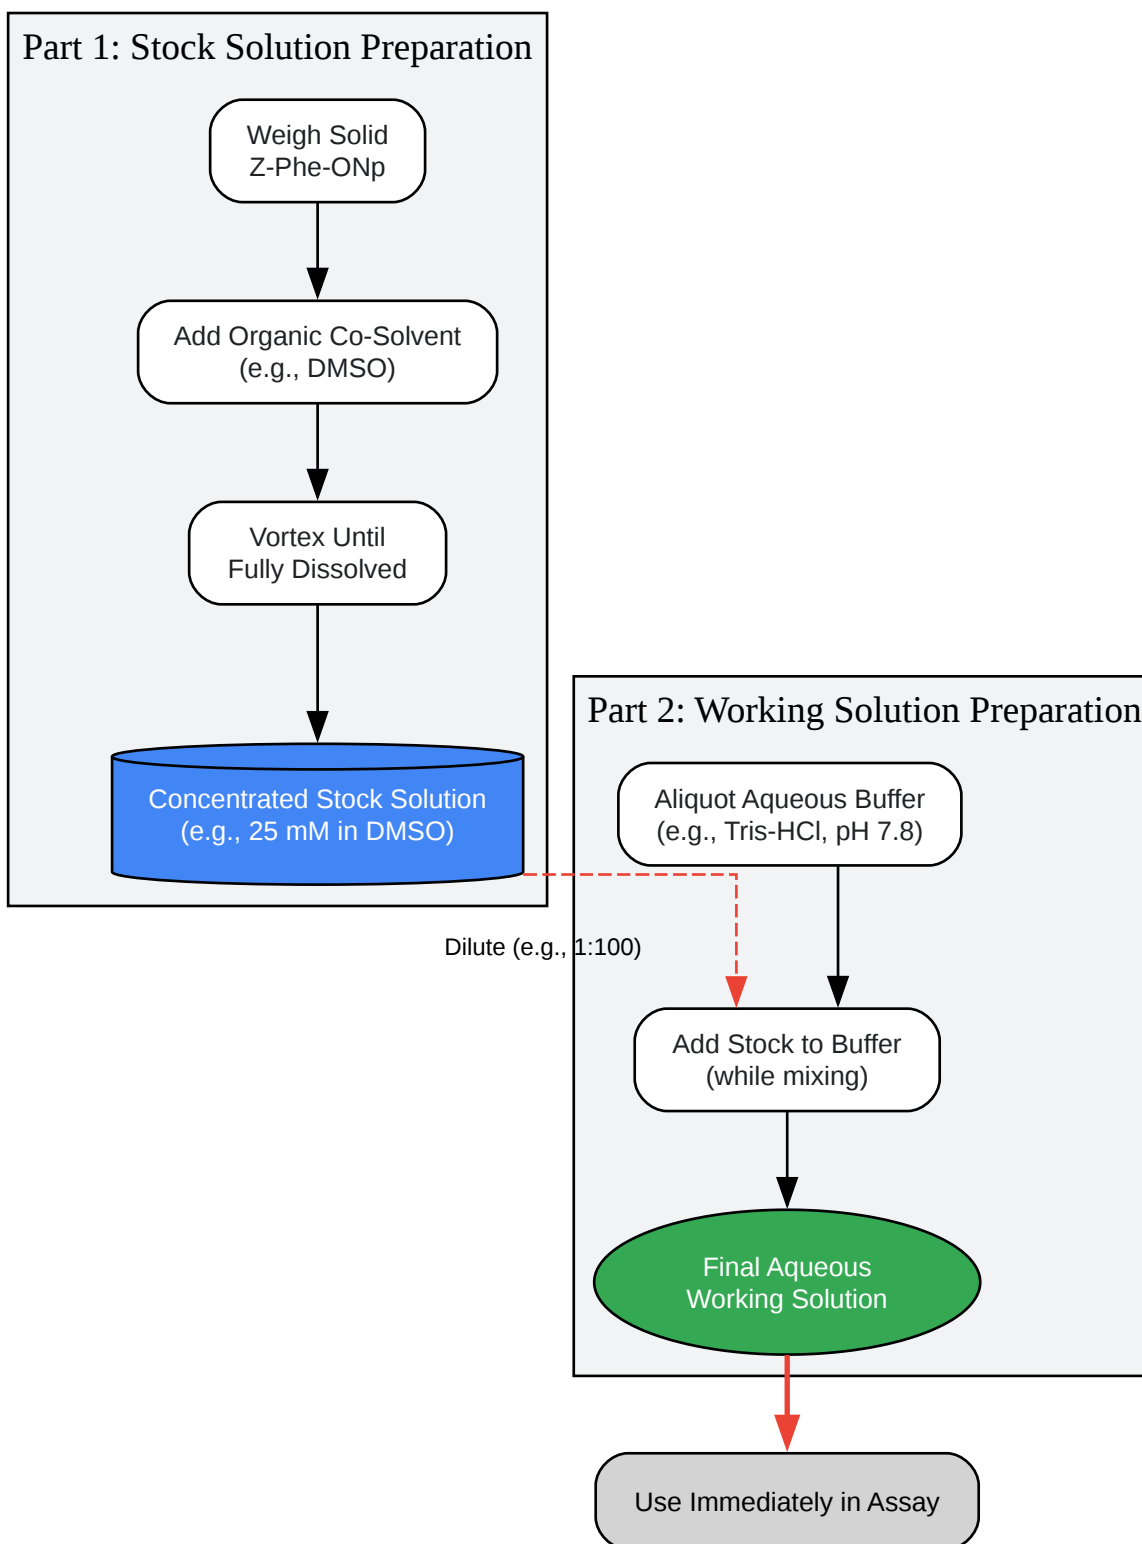 Part 1: Stock Solution Preparation
Weigh Solid
Z-Phe-ONp
Add Organic Co-Solvent
(e.g., DMSO)
Vortex Until
Fully Dissolved
Concentrated Stock Solution
(e.g., 25 mM in DMSO)
Part 2: Working Solution Preparation
Aliquot Aqueous Buffer
(e.g., Tris-HCl, pH 7.8)
Dilute (e.g., 1:100)
Add Stock to Buffer
(while mixing)
Final Aqueous
Working Solution
Use Immediately in Assay